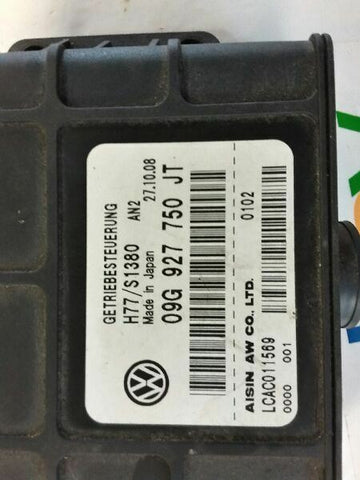 GETRIEBESTEUERUNG
H77/S1380 AN2 27.10.08
Made in Japan
09G 927 750 JT
0102
AISIN AW CO., LTD.
LCAC011569
0000 001